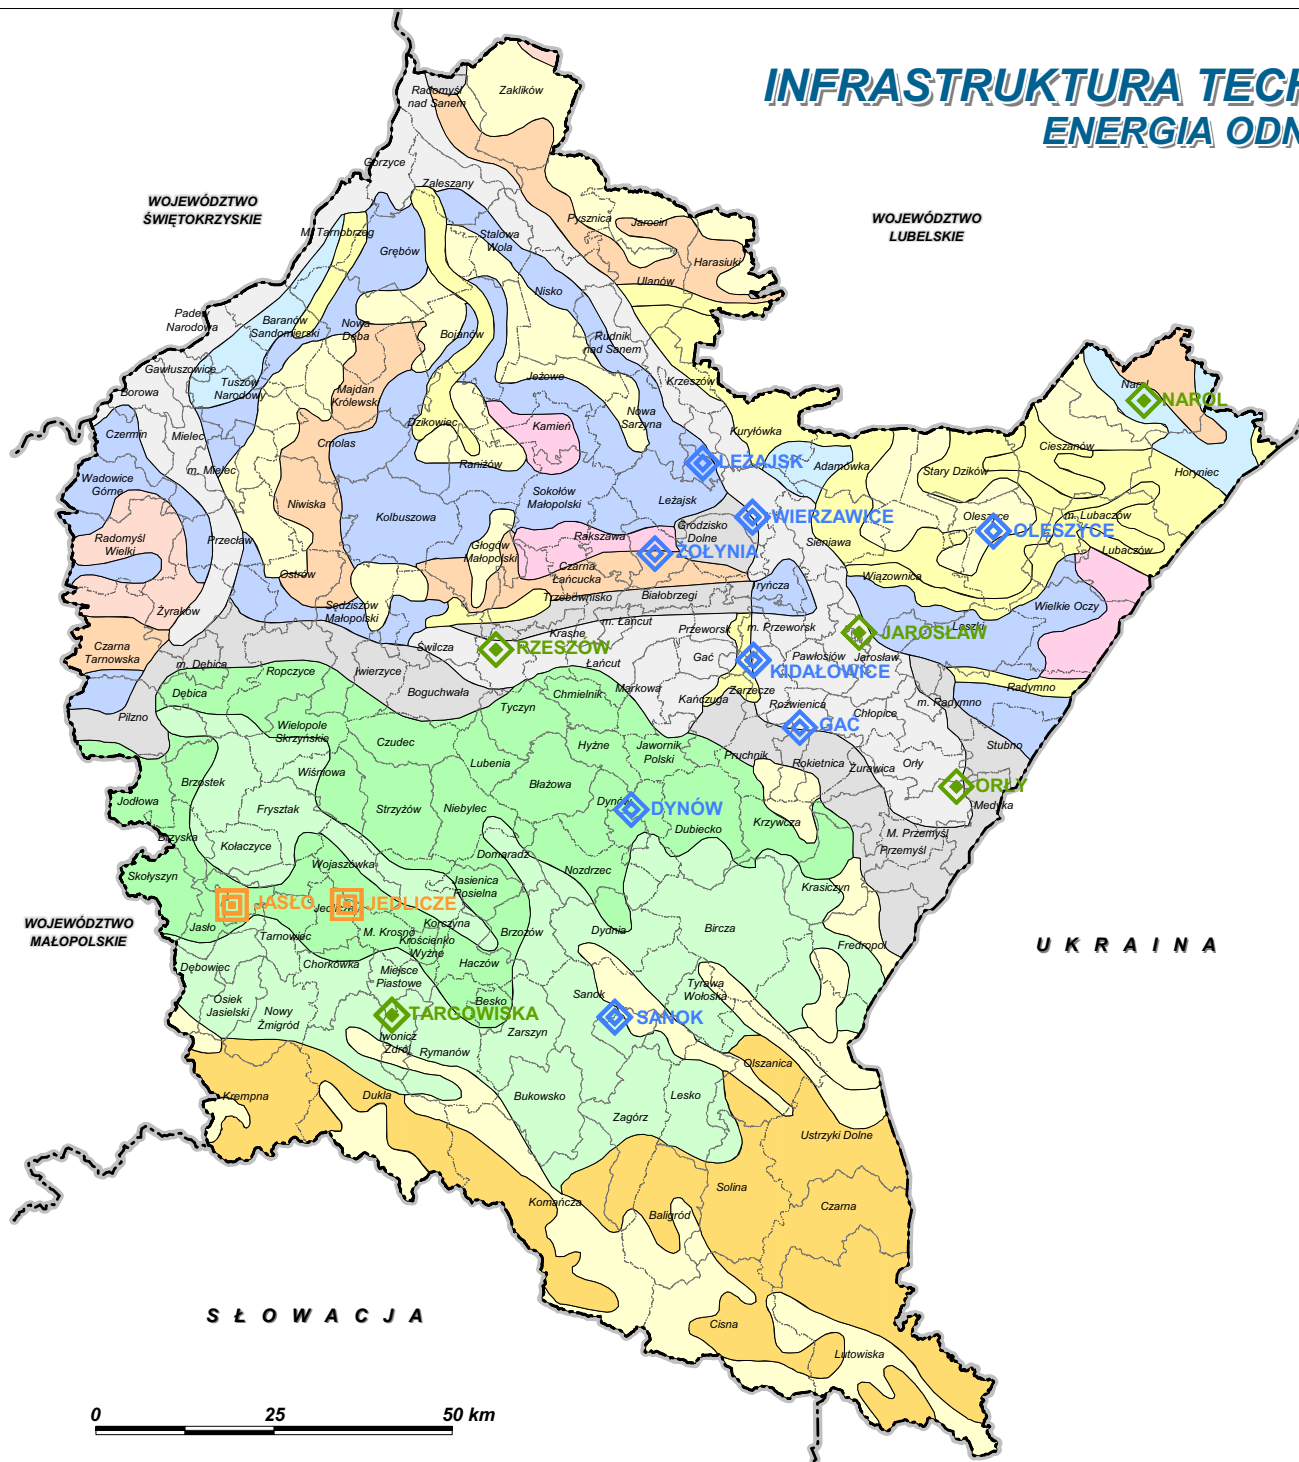 INFRASTRUKTURA TECH
ENERGIA ODN
WOJEWÓDZTWO
ŚWIĘTOKRZYSKIE
WOJEWÓDZTWO
LUBELSKIE
Radomyśl
nad Sanem
Zaklików
Gorzyce
Zaleszany
Pysznica
Jarocin
M. Tarnobrzeg
Grębów
Stalowa
Wola
Harasiuki
Ulanów
Nisko
Padew
Narodowa
Baranów
Sandomierski
Nowa
Dęba
Bojanów
Rudnik
nad Sanem
Gawłuszowice
Tuszów
Narodowy
Majdan
Królewski
Jeżowe
Krzeszów
Borowa
Narol
NAROL
Czermin
Mielec
Cmolas
Dzikowiec
Kamień
Nowa
Sarzyna
Kuryłówka
Cieszanów
m. Mielec
Raniżów
LEŻAJSK
Adamówka
Stary Dzików
Horyniec
Wadowice
Górne
Niwiska
Kolbuszowa
Sokołów
Małopolski
Leżajsk
WIERZAWICE
Oleszyce
m. Lubaczów
OLESZYCE
Radomyśl
Wielki
Przecław
Głogów
Małopolski
Rakszawa
Grodzisko
Dolne
ŻOŁYNIA
Sieniawa
Lubaczów
Ostrów
Czarna
Łańcucka
Wiązownica
Żyraków
Sędziszów
Małopolski
Trzebownisko
Białobrzegi
Tryńcza
Wielkie Oczy
Czarna
Tarnowska
m. Łańcut
Krasne
Przeworsk
m. Przeworsk
Laszki
JAROSŁAW
Świlcza
RZESZÓW
m. Dębica
Ropczyce
Iwierzyce
Łańcut
Gać
Pawłosiów
Jarosław
KIDAŁOWICE
Dębica
Boguchwała
Chmielnik
Markowa
Kańczuga
Zarzecze
Radymno
Pilzno
Tyczyn
Roźwienica
Chłopice
m. Radymno
Wielopole
Skrzyńskie
Czudec
Hyżne
Jawornik
Polski
GAĆ
Stubno
Lubenia
Pruchnik
Rokietnica
Żurawica
Orły
Wiśniowa
Brzostek
Błażowa
ORŁY
Jodłowa
Frysztak
Strzyżów
Niebylec
Dynów
DYNÓW
Dubiecko
Krzywcza
Medyka
Brzyska
Kołaczyce
M. Przemyśl
Przemyśl
Wojaszówka
Domaradz
Skołyszyn
Nozdrzec
Jasienica
Rosielna
Krasiczyn
JASŁO
Jedlicze
JEDLICZE
Jasło
Tarnowiec
M. Krosno
Korczyna
Krościenko
Wyżne
Brzozów
Dydnia
Bircza
WOJEWÓDZTWO
MAŁOPOLSKIE
Fredropol
UKRAINA
Dębowiec
Chorkówka
Miejsce
Piastowe
Haczów
Osiek
Jasielski
Nowy
Żmigród
Besko
Sanok
Tyrawa
Wołoska
TARGOWISKA
SANOK
Iwonicz
Zdrój
Rymanów
Zarszyn
Olszanica
Krempna
Dukla
Bukowsko
Zagórz
Lesko
Ustrzyki Dolne
Komańcza
Solina
Baligród
Czarna
SŁOWACJA
Cisna
Lutowiska
0 25 50 km